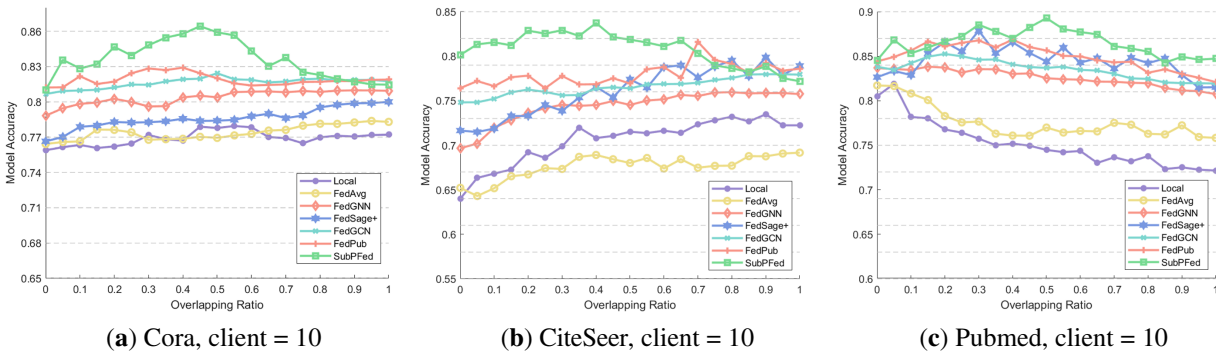 0.86
0.83
0.8
0.77
0.74
0.71
0.68
0.65
Model Accuracy
0 0.1 0.2 0.3 0.4 0.5 0.6 0.7 0.8 0.9 1
Overlapping Ratio
Local
FedAvg
FedGNN
FedSage+
FedGCN
FedPub
SubPFed
(a) Cora, client = 10
0.85
0.8
0.75
0.7
0.65
0.6
0.55
Model Accuracy
0 0.1 0.2 0.3 0.4 0.5 0.6 0.7 0.8 0.9 1
Overlapping Ratio
Local
FedAvg
FedGNN
FedSage+
FedGCN
FedPub
SubPFed
(b) CiteSeer, client = 10
0.9
0.85
0.8
0.75
0.7
0.65
0.6
Model Accuracy
0 0.1 0.2 0.3 0.4 0.5 0.6 0.7 0.8 0.9 1
Overlapping Ratio
Local
FedAvg
FedGNN
FedSage+
FedGCN
FedPub
SubPFed
(c) Pubmed, client = 10